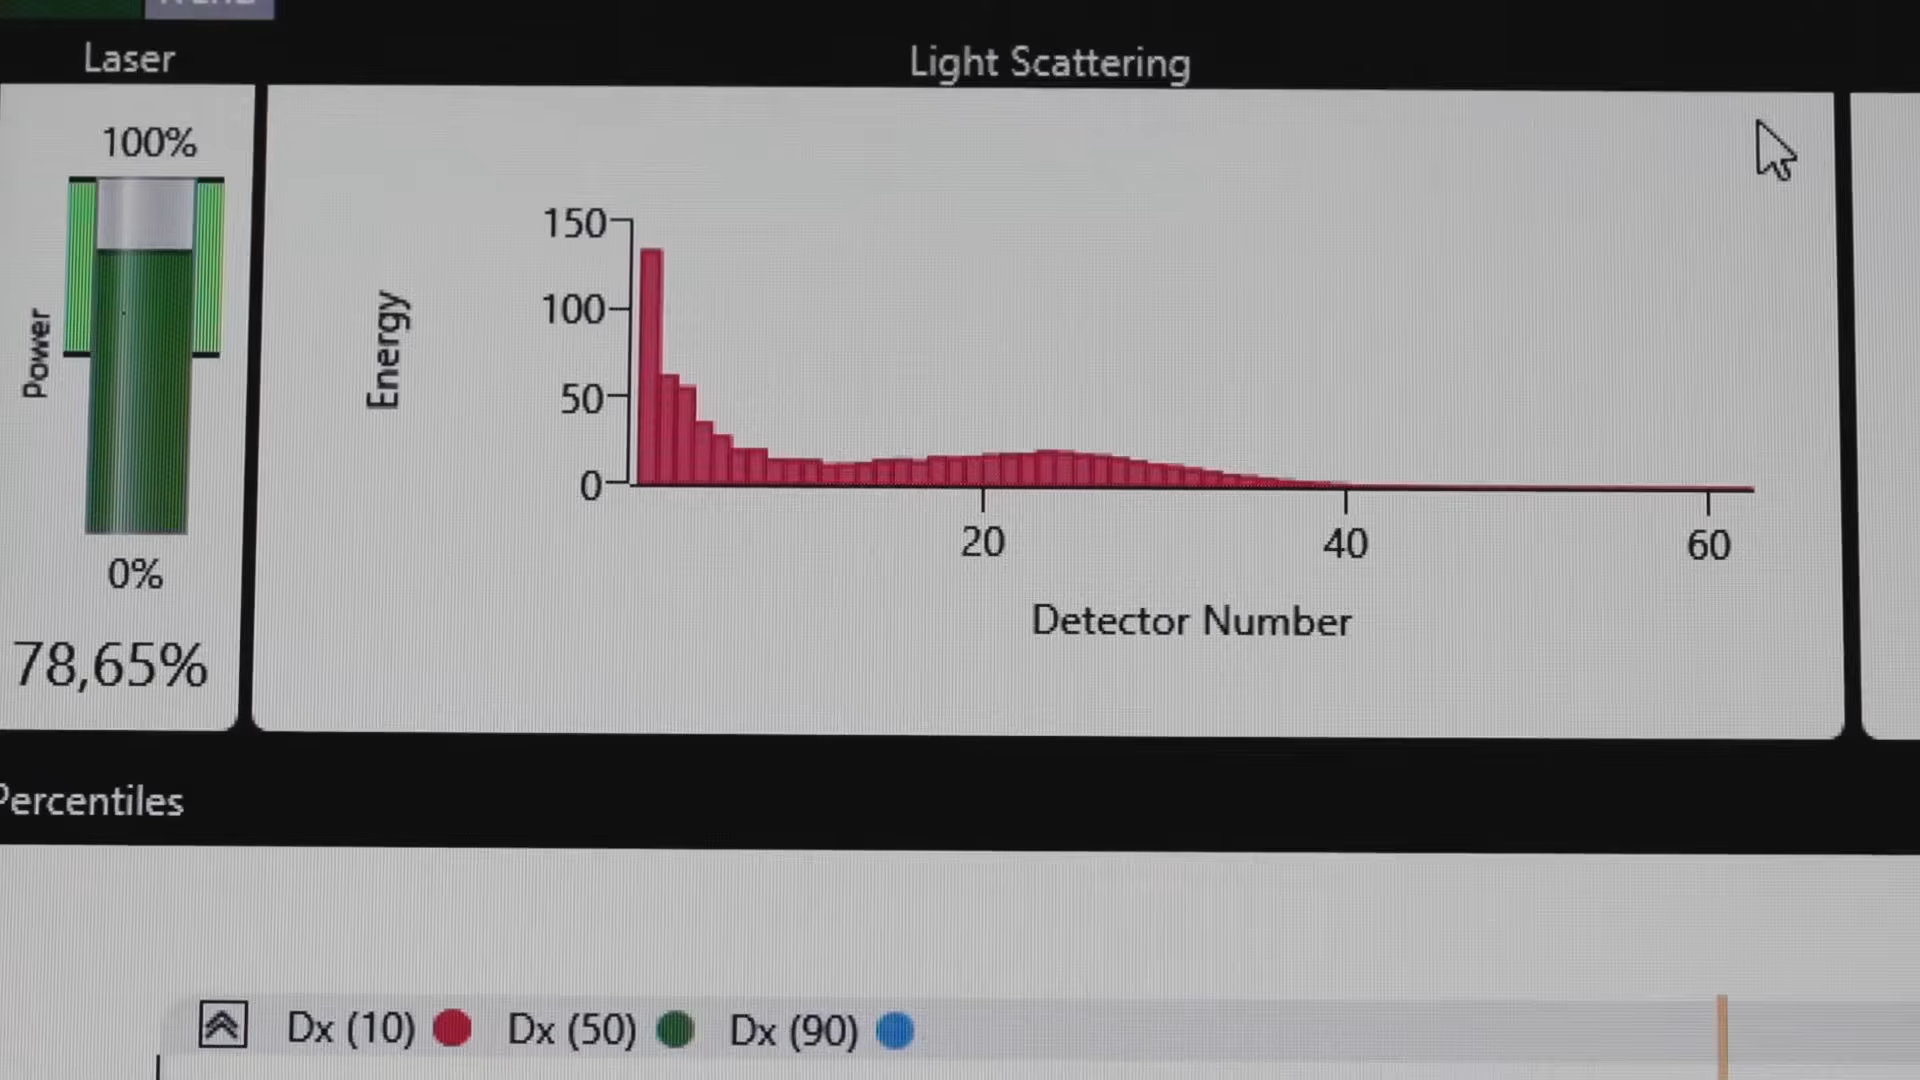 Laser
Light Scattering
100%
Power
0%
78,65%
150
100
50
0
Energy
20 40 60
Detector Number
Percentiles
Dx (10) Dx (50) Dx (90)